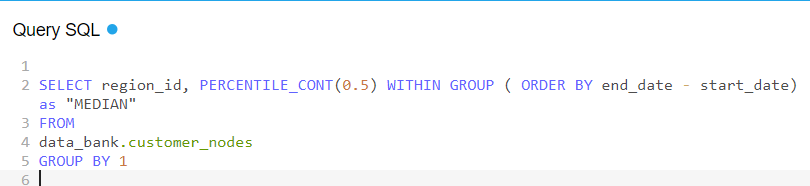 Query SQL
1
2 SELECT region_id, PERCENTILE_CONT(0.5) WITHIN GROUP ( ORDER BY end_date - start_date)
as "MEDIAN"
3 FROM
4 data_bank.customer_nodes
5 GROUP BY 1
6